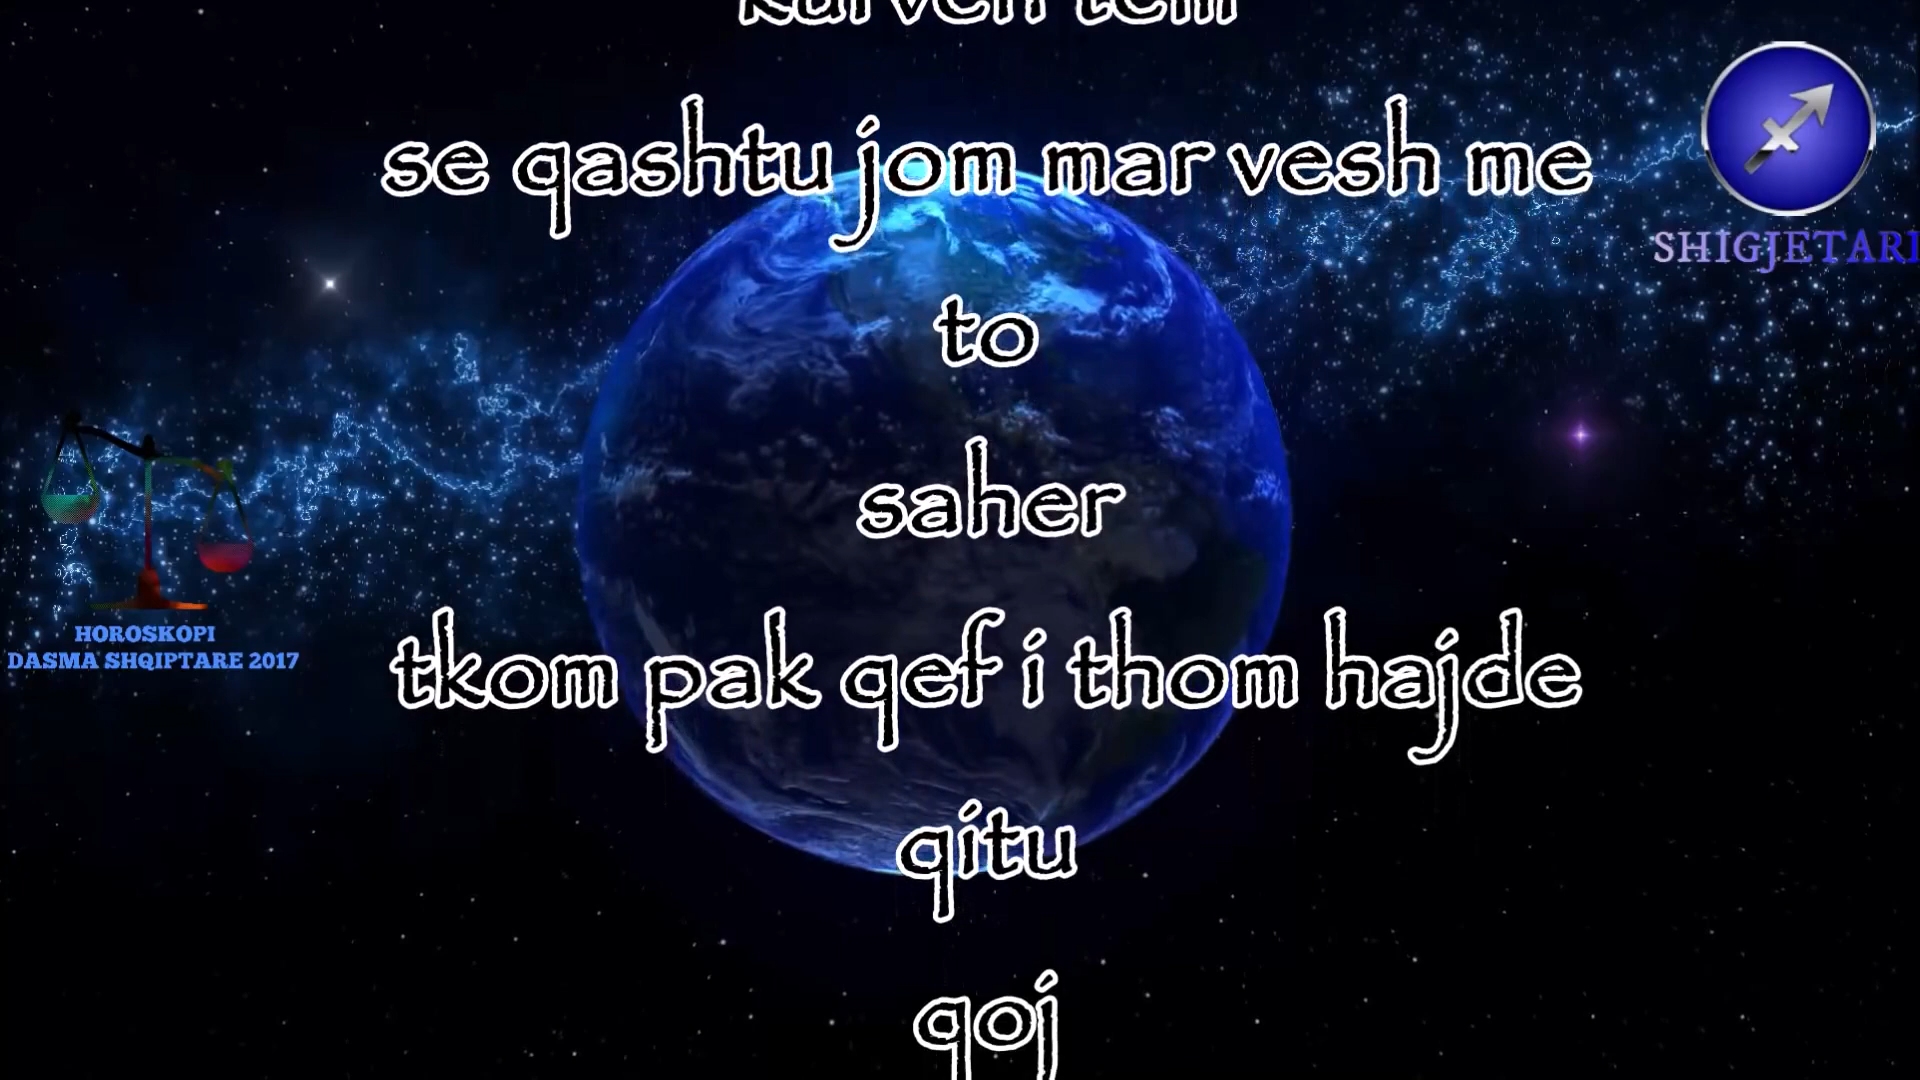 se qashtu jom mar vesh me
to
saher
tkom pak qef i thom hajde
qitu
qoj
SHIGJETARI
HOROSKOPI
DASMA SHQIPTARE 2017